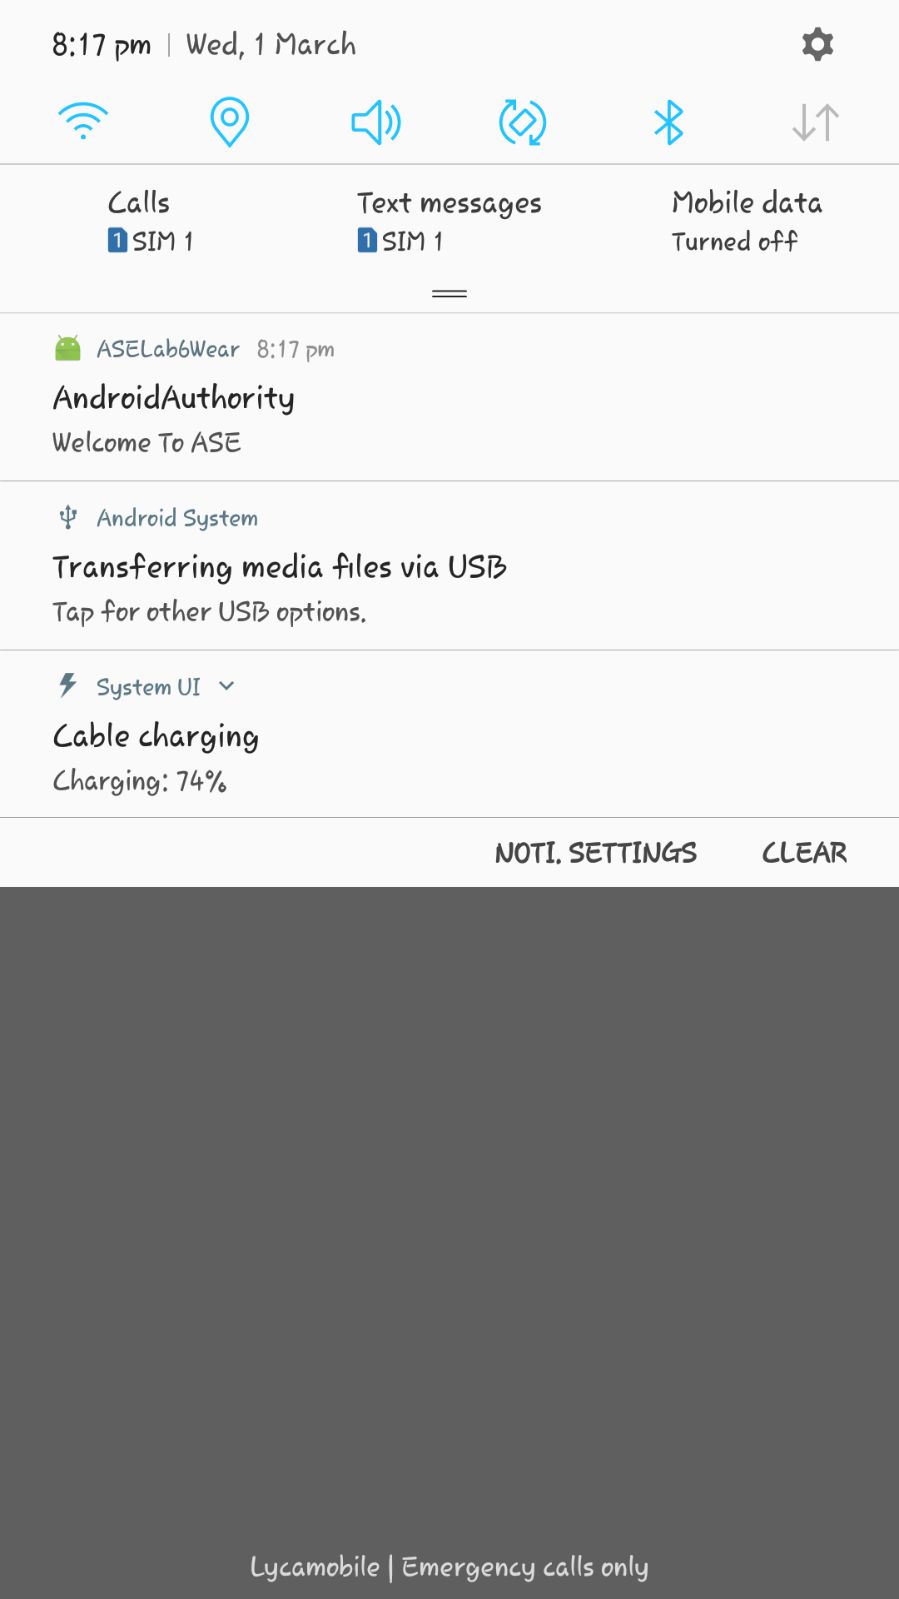 8:17 pm | Wed, 1 March
Calls
1 SIM 1
Text messages
1 SIM 1
Mobile data
Turned off
ASELab6Wear 8:17 pm
AndroidAuthority
Welcome To ASE
Android System
Transferring media files via USB
Tap for other USB options.
System UI
Cable charging
Charging: 74%
NOTI. SETTINGS CLEAR
Lycamobile | Emergency calls only